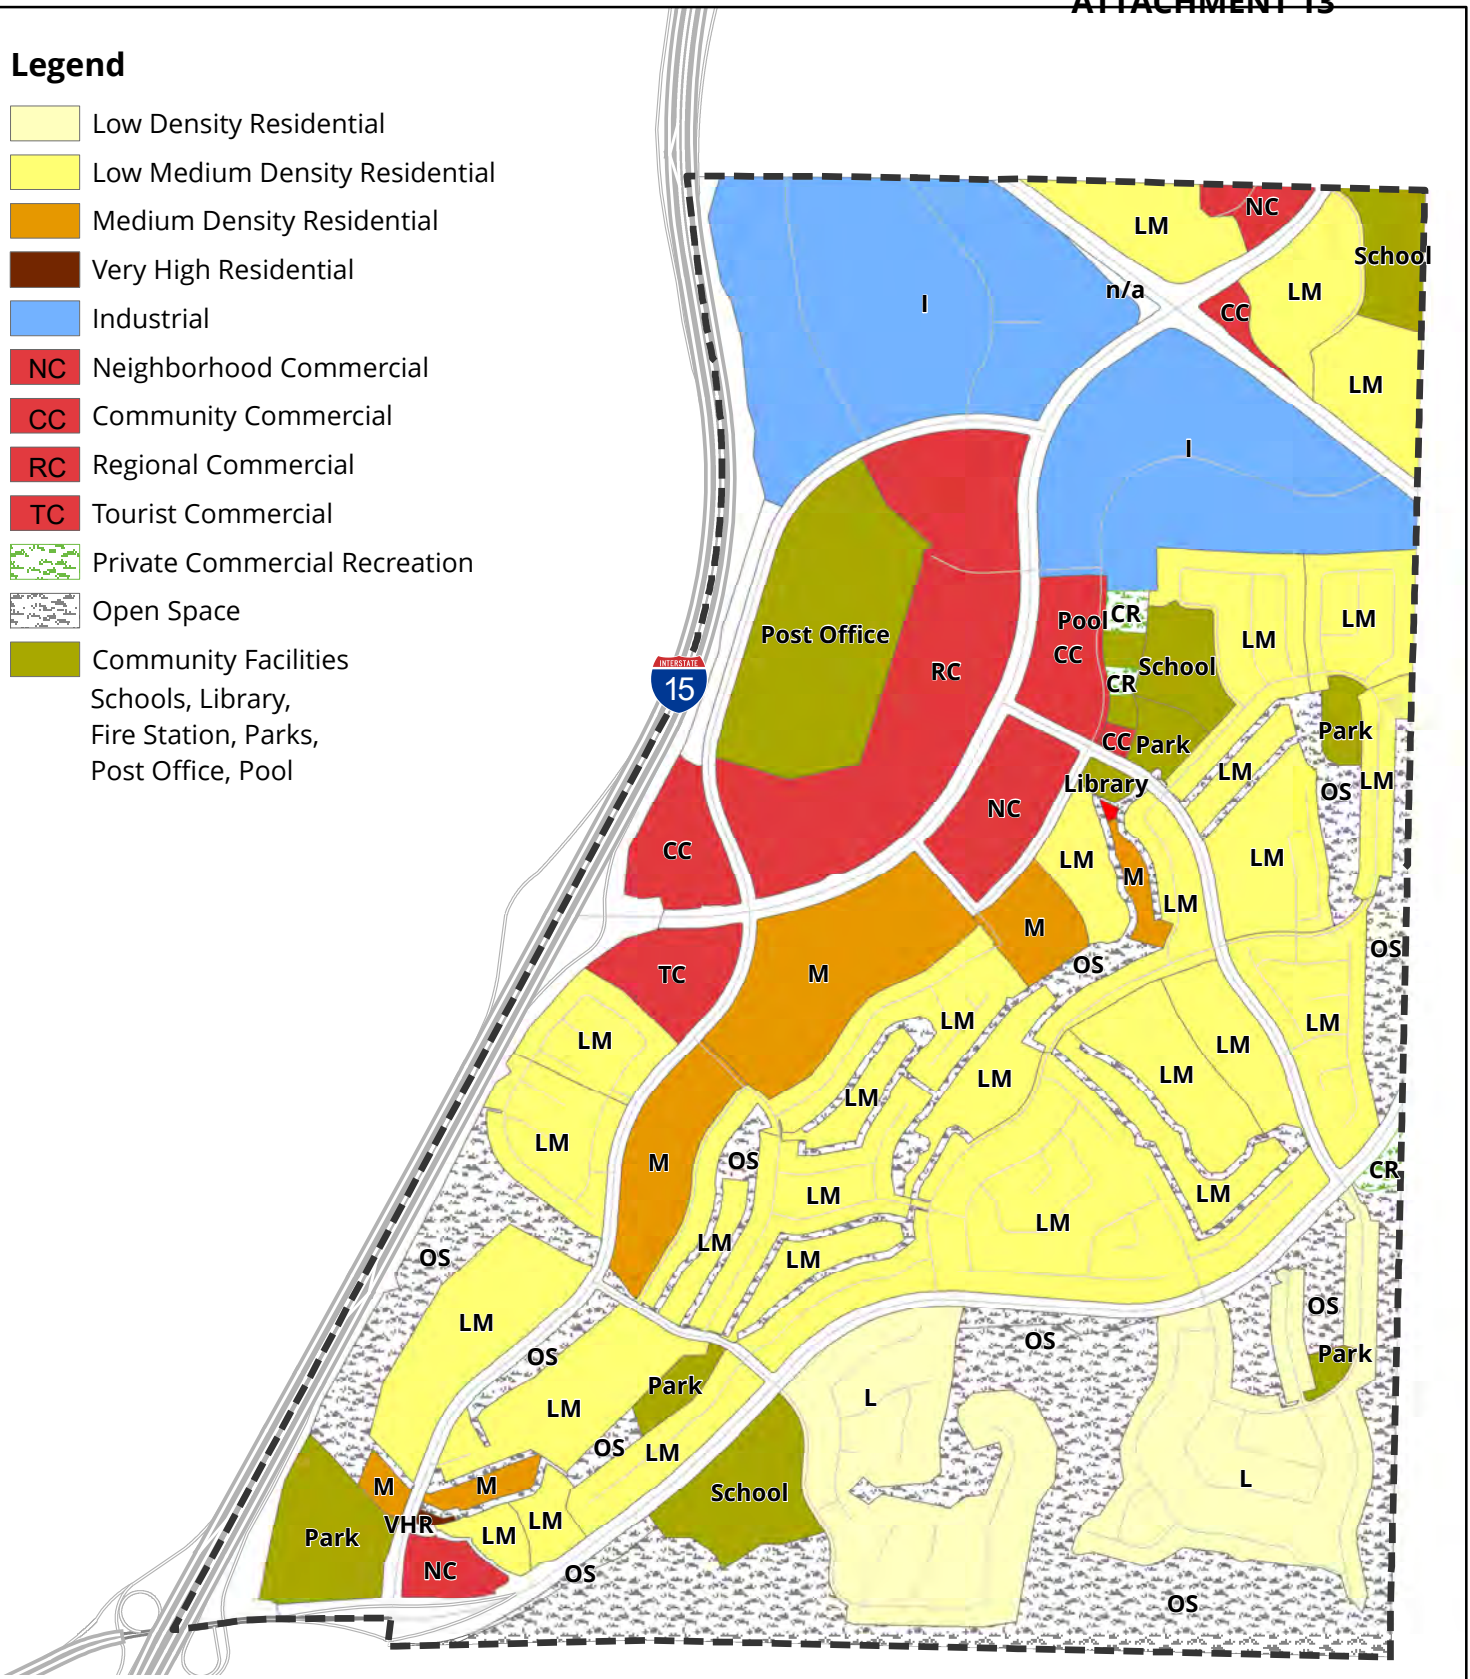 ATTACHMENT 13
Legend
Low Density Residential
Low Medium Density Residential
Medium Density Residential
Very High Residential
Industrial
NC Neighborhood Commercial
CC Community Commercial
RC Regional Commercial
TC Tourist Commercial
Private Commercial Recreation
Open Space
Community Facilities
Schools, Library,
Fire Station, Parks,
Post Office, Pool
NC
LM
School
n/a
LM
I
CC
LM
I
Pool
CR
LM
LM
Post Office
CC
School
RC
CR
Park
CC
Park
LM
OS
LM
Library
INTERSTATE
15
NC
CC
LM
LM
M
LM
M
OS
OS
TC
M
LM
LM
LM
LM
LM
LM
LM
LM
LM
M
OS
CR
LM
LM
LM
LM
LM
OS
OS
LM
OS
OS
Park
Park
L
LM
OS
LM
M
M
School
L
VHR
LM
LM
Park
NC
OS
OS